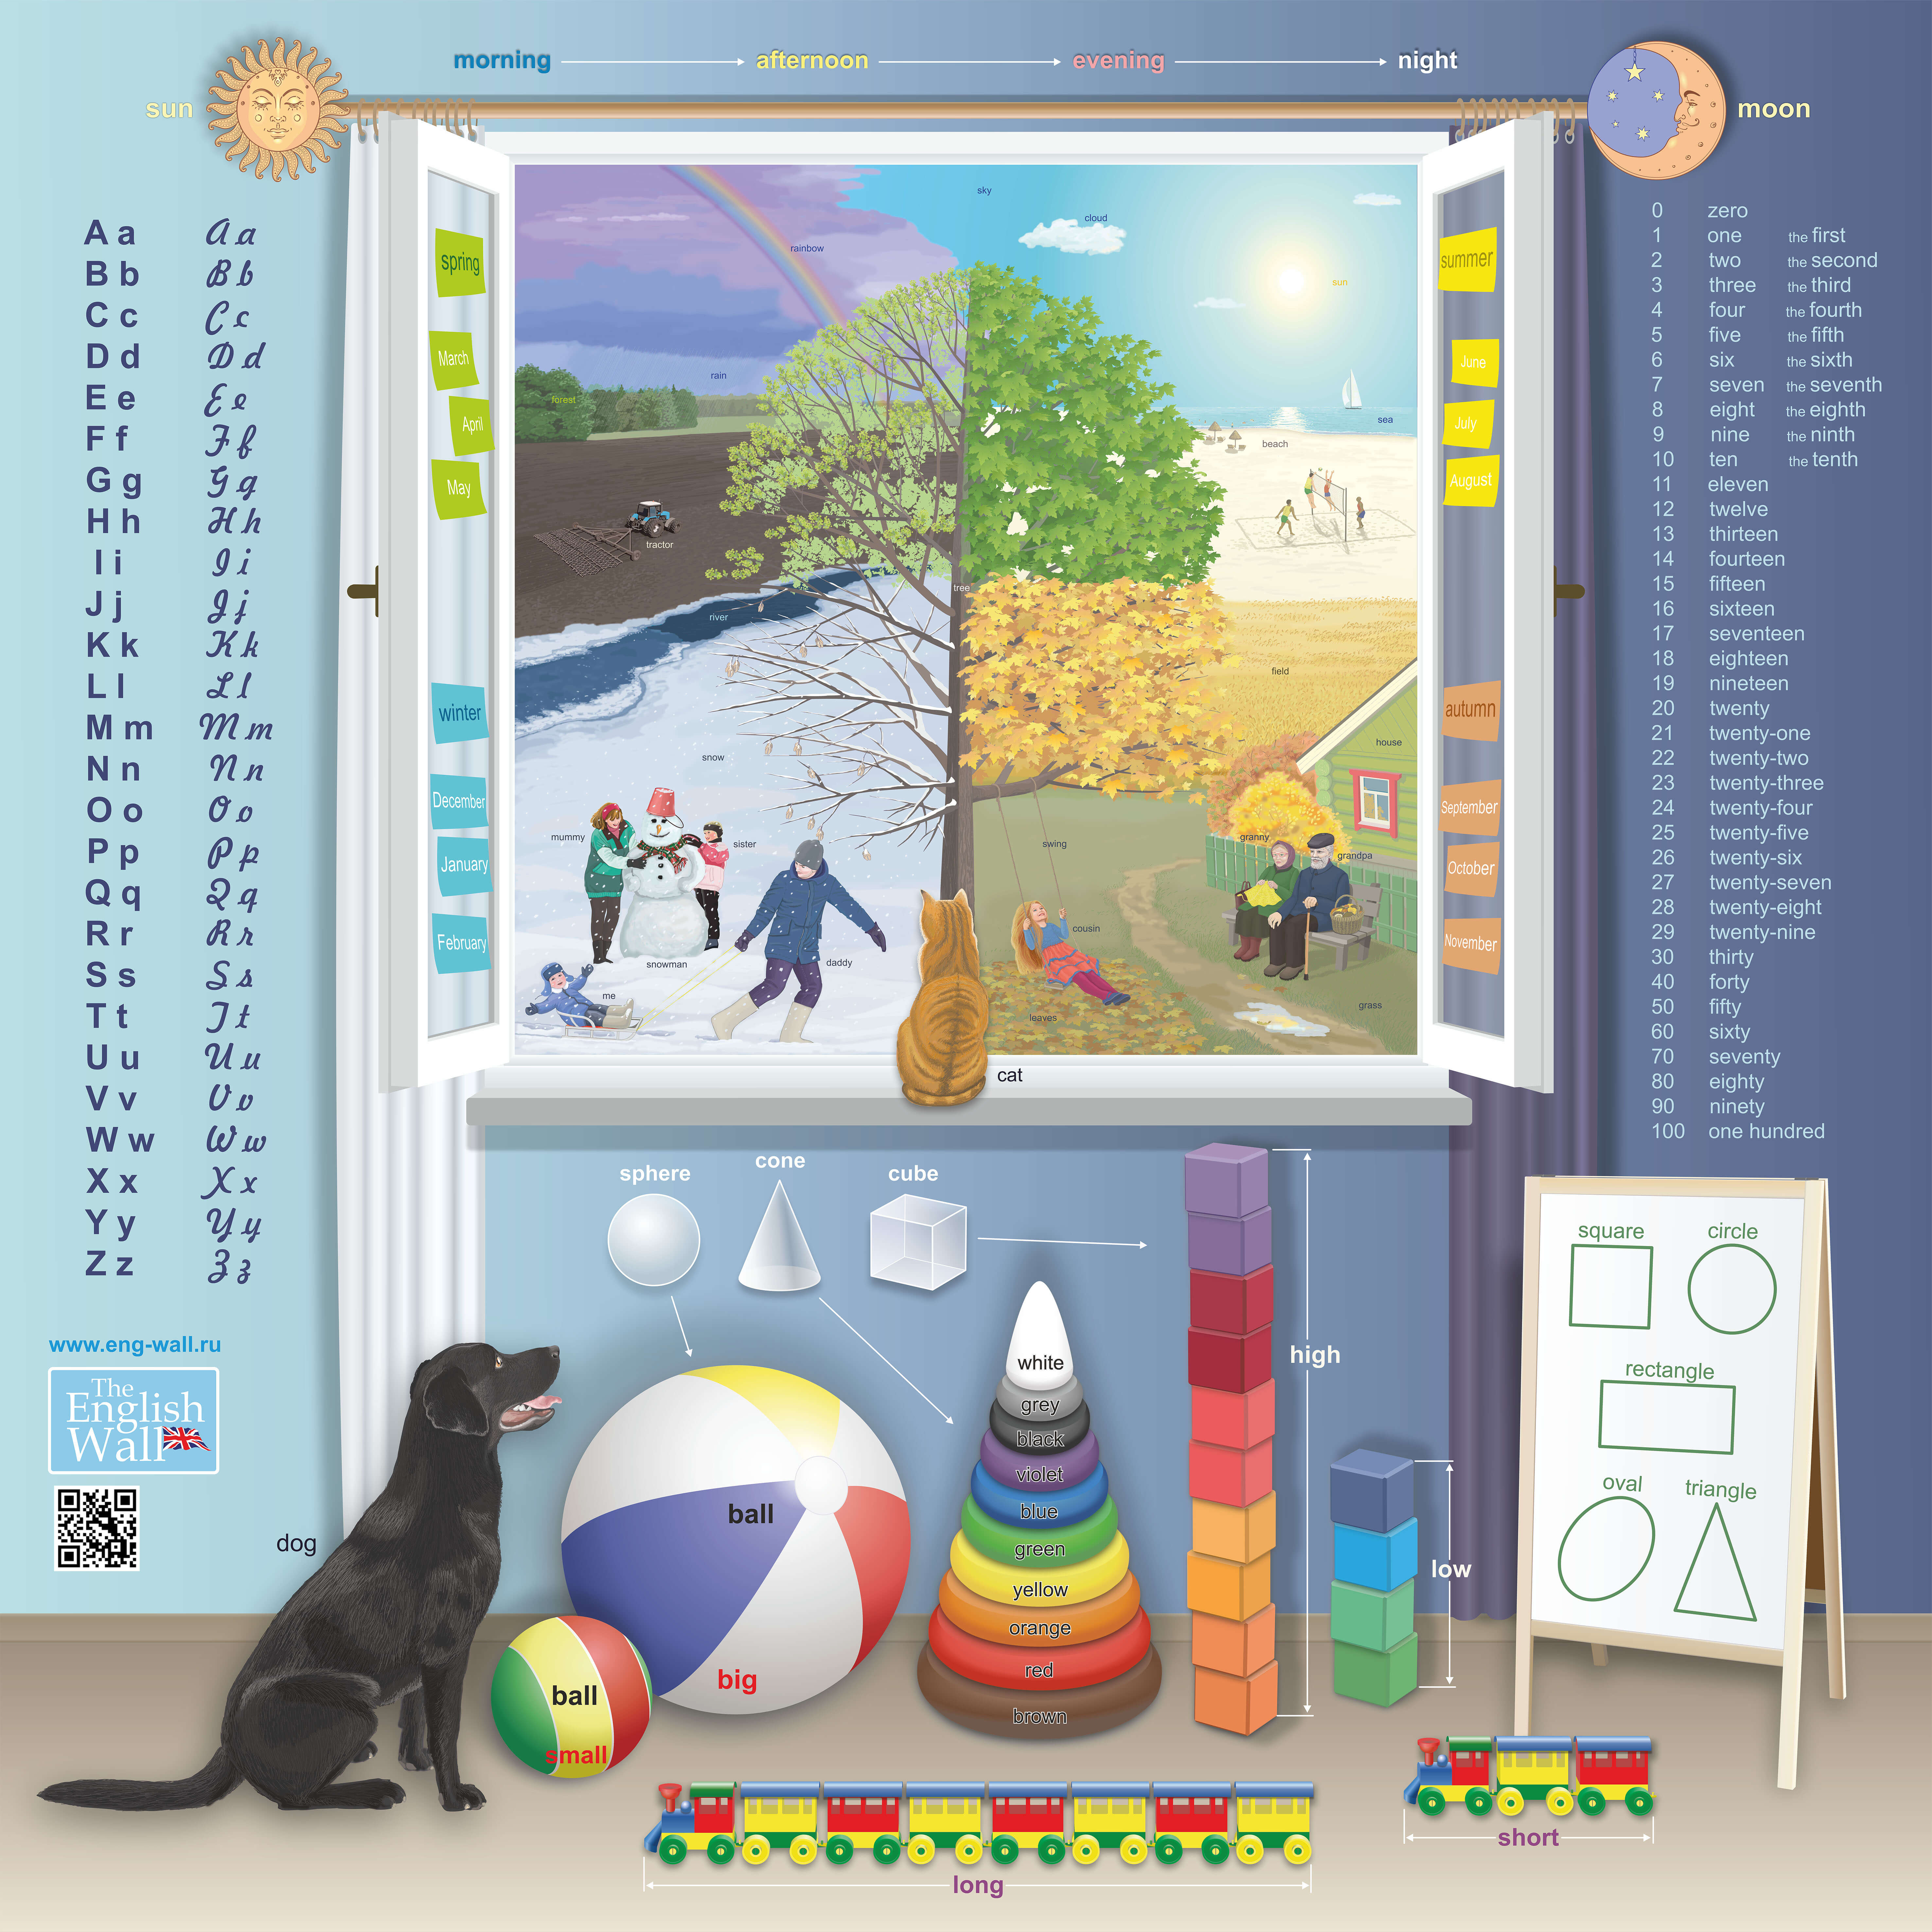 morning afternoon evening night
sun
moon
A a A a
B b B b
C c C c
D d D d
E e E e
F f F f
G g G g
H h H h
I i I i
J j J j
K k K k
L l L l
M m M m
N n N n
O o O o
P p P p
Q q Q q
R r R r
S s S s
T t T t
U u U u
V v V v
W w W w
X x X x
Y y Y y
Z z Z z
spring
March
April
May
winter
December
January
February
sky
cloud
rainbow
sun
rain
forest
sea
beach
tractor
tree
river
field
house
snow
mummy
sister
swing
granny
grandpa
cousin
snowman
daddy
me
leaves
grass
cat
summer
June
July
August
autumn
September
October
November
0 zero
1 one the first
2 two the second
3 three the third
4 four the fourth
5 five the fifth
6 six the sixth
7 seven the seventh
8 eight the eighth
9 nine the ninth
10 ten the tenth
11 eleven
12 twelve
13 thirteen
14 fourteen
15 fifteen
16 sixteen
17 seventeen
18 eighteen
19 nineteen
20 twenty
21 twenty-one
22 twenty-two
23 twenty-three
24 twenty-four
25 twenty-five
26 twenty-six
27 twenty-seven
28 twenty-eight
29 twenty-nine
30 thirty
40 forty
50 fifty
60 sixty
70 seventy
80 eighty
90 ninety
100 one hundred
www.eng-wall.ru
The
English
Wall
dog
sphere
cone
cube
ball
big
ball
small
white
grey
black
violet
blue
green
yellow
orange
red
brown
high
low
square
circle
rectangle
oval
triangle
long
short